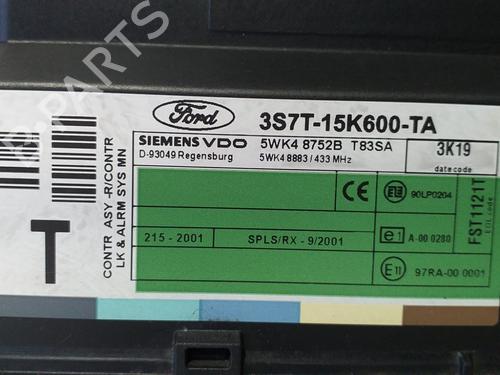 B-PARTS
CONTR ASY -R/CONTR
LK & ALRM SYS MN
T
Ford
3S7T-15K600-TA
SIEMENS VDO
D-93049 Regensburg
5WK4 8752B T83SA
5WK4 8883 / 433 MHz
3K19
date code
CE
90LP0204
215 - 2001
SPLS/RX - 9/2001
e1
A-00 0280
E11
97RA-00 0001
FST1121T
EOL code